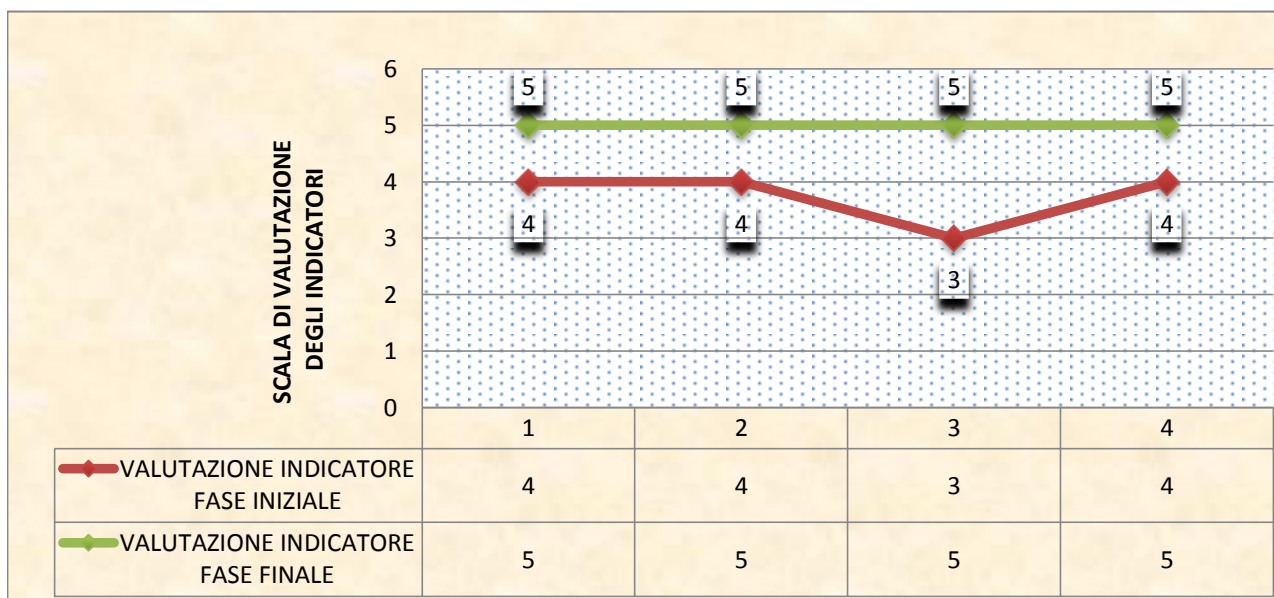 SCALA DI VALUTAZIONE
DEGLI INDICATORI
6
5
4
3
2
1
0
5 5 5 5
4 4 3 4
1 2 3 4
VALUTAZIONE INDICATORE
FASE INIZIALE
4 4 3 4
VALUTAZIONE INDICATORE
FASE FINALE
5 5 5 5